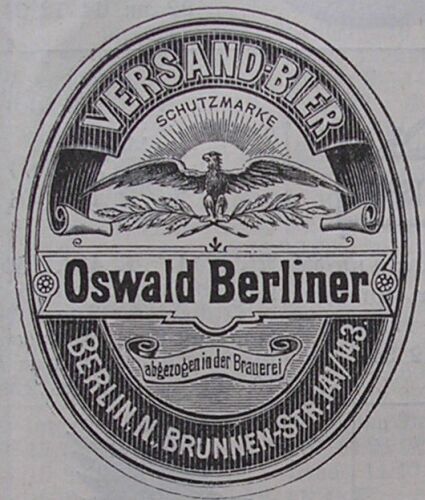 VERSAND-BIER
SCHUTZMARKE
Oswald Berliner
abgezogen in der Brauerei
BERLIN. N. BRUNNEN-STR. 141/143.